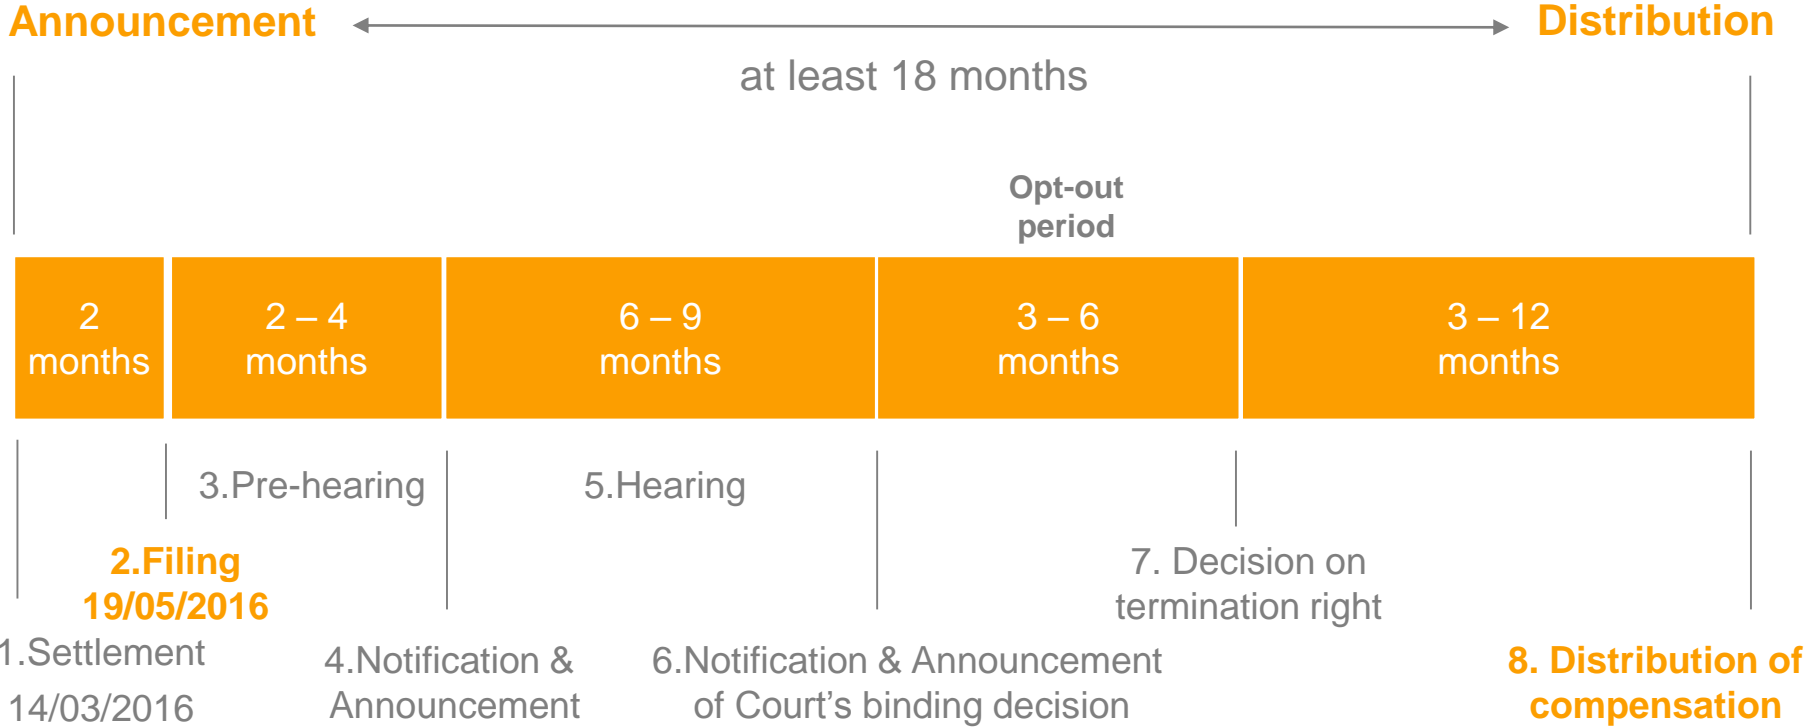 Announcement
Distribution
at least 18 months
Opt-out
period
2
months
2 – 4
months
6 – 9
months
3 – 6
months
3 – 12
months
3.Pre-hearing
5.Hearing
2.Filing
19/05/2016
7. Decision on
termination right
1.Settlement
14/03/2016
4.Notification &
Announcement
6.Notification & Announcement
of Court’s binding decision
8. Distribution of
compensation